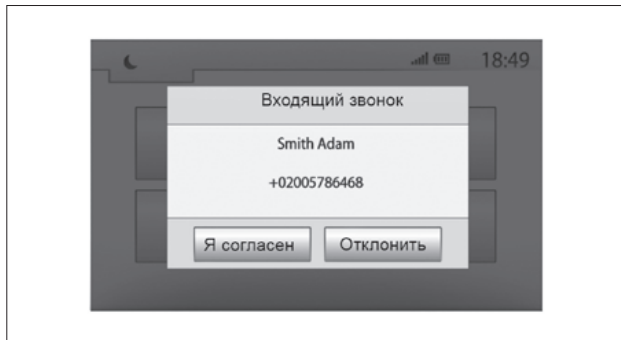 18:49
Входящий звонок
Smith Adam
+02005786468
Я согласен Отклонить